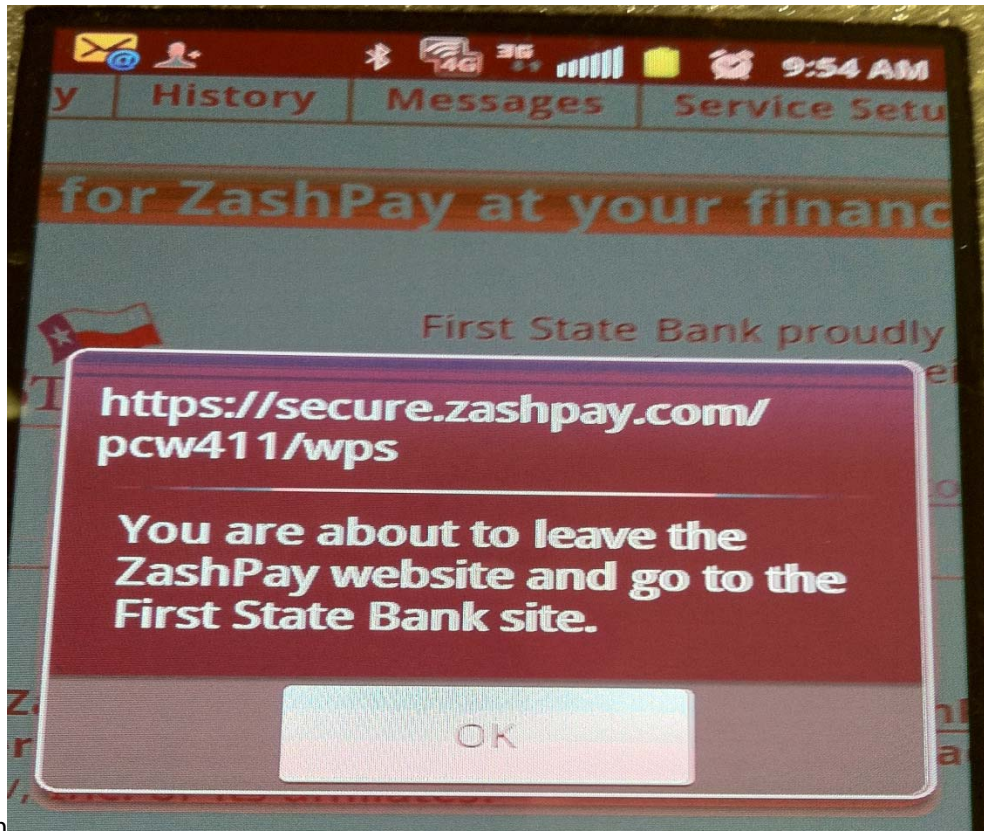 4G 3G 9:54 AM
y History Messages Service Setu
for ZashPay at your financ
First State Bank proudly
https://secure.zashpay.com/
pcw411/wps
You are about to leave the
ZashPay website and go to the
First State Bank site.
OK